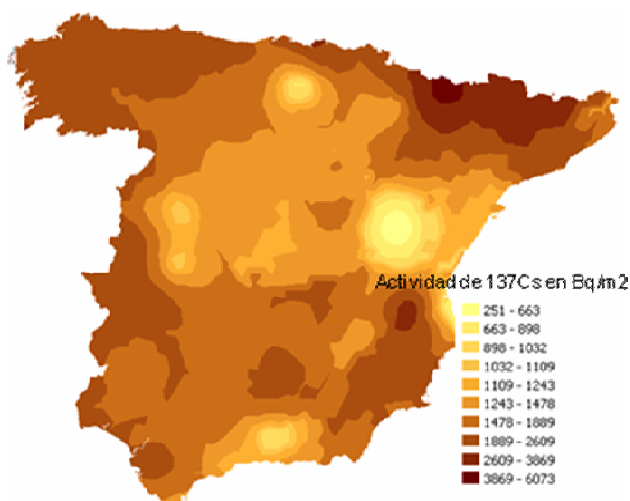 Actividad de 137Cs en Bq/m2
251 - 663
663 - 898
898 - 1032
1032 - 1109
1109 - 1243
1243 - 1478
1478 - 1889
1889 - 2609
2609 - 3869
3869 - 6073